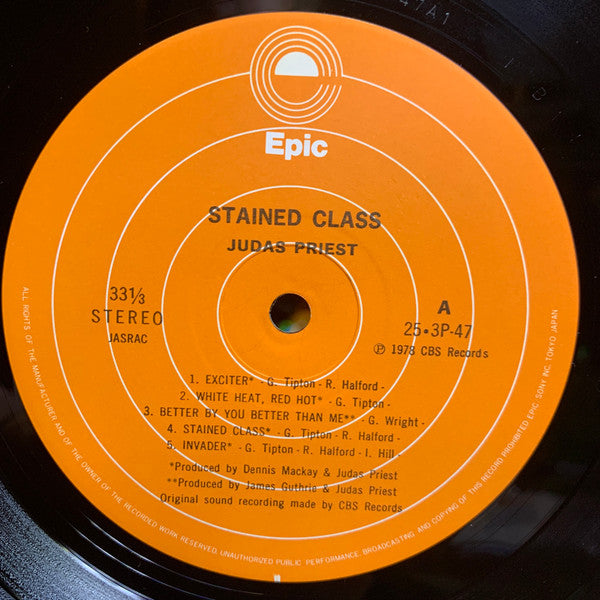 47A1
Epic
STAINED CLASS
JUDAS PRIEST
33⅓
STEREO
JASRAC
A
25•3P-47
Ⓟ 1978 CBS Records
1. EXCITER* - G. Tipton - R. Halford -
2. WHITE HEAT, RED HOT* - G. Tipton -
3. BETTER BY YOU BETTER THAN ME** - G. Wright -
4. STAINED CLASS* - G. Tipton - R. Halford -
5. INVADER* - G. Tipton - R. Halford - I. Hill -
*Produced by Dennis Mackay & Judas Priest
**Produced by James Guthrie & Judas Priest
Original sound recording made by CBS Records
ALL RIGHTS OF THE MANUFACTURER AND OF THE OWNER OF THE RECORDED WORK RESERVED. UNAUTHORIZED PUBLIC PERFORMANCE, BROADCASTING AND COPYING OF THIS RECORD PROHIBITED EPIC, SONY INC. TOKYO JAPAN